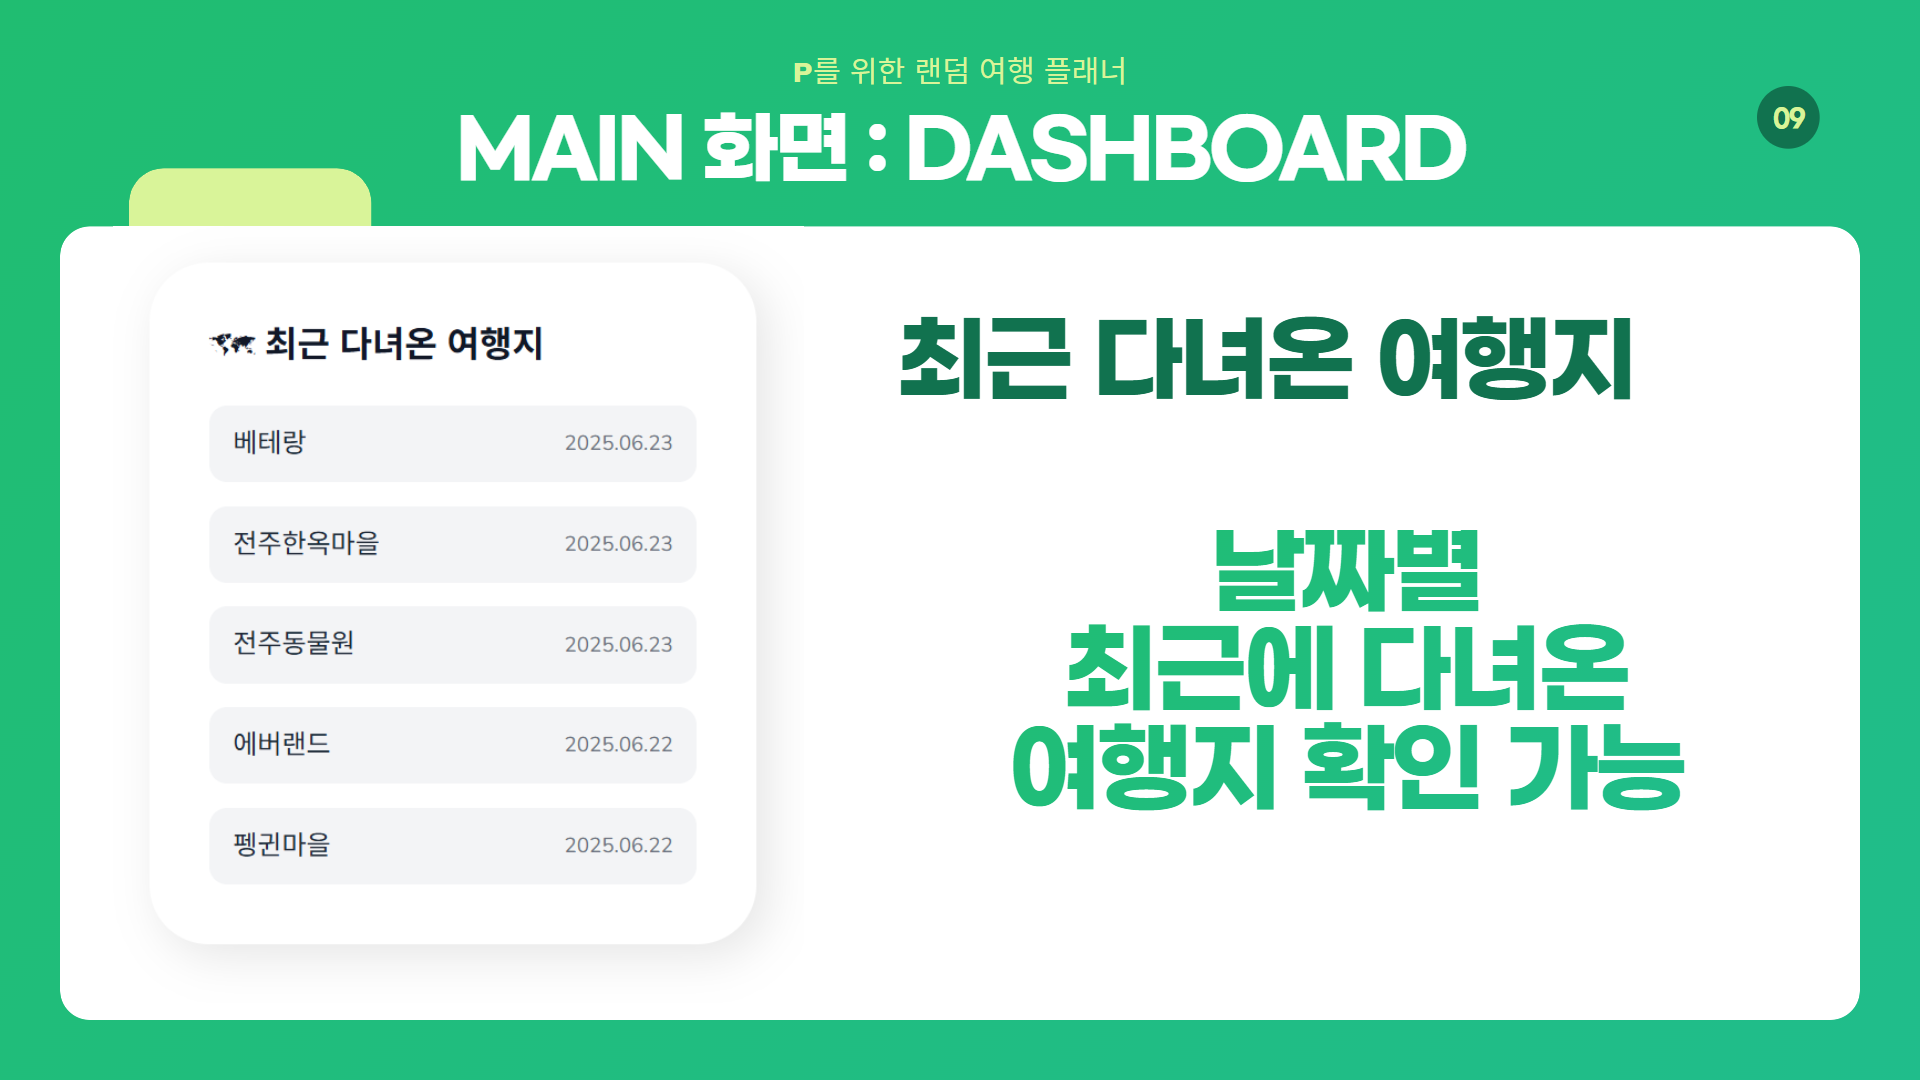 P를 위한 랜덤 여행 플래너
MAIN 화면 : DASHBOARD
09
최근 다녀온 여행지
베테랑 2025.06.23
전주한옥마을 2025.06.23
전주동물원 2025.06.23
에버랜드 2025.06.22
펭귄마을 2025.06.22
최근 다녀온 여행지
날짜별
최근에 다녀온
여행지 확인 가능